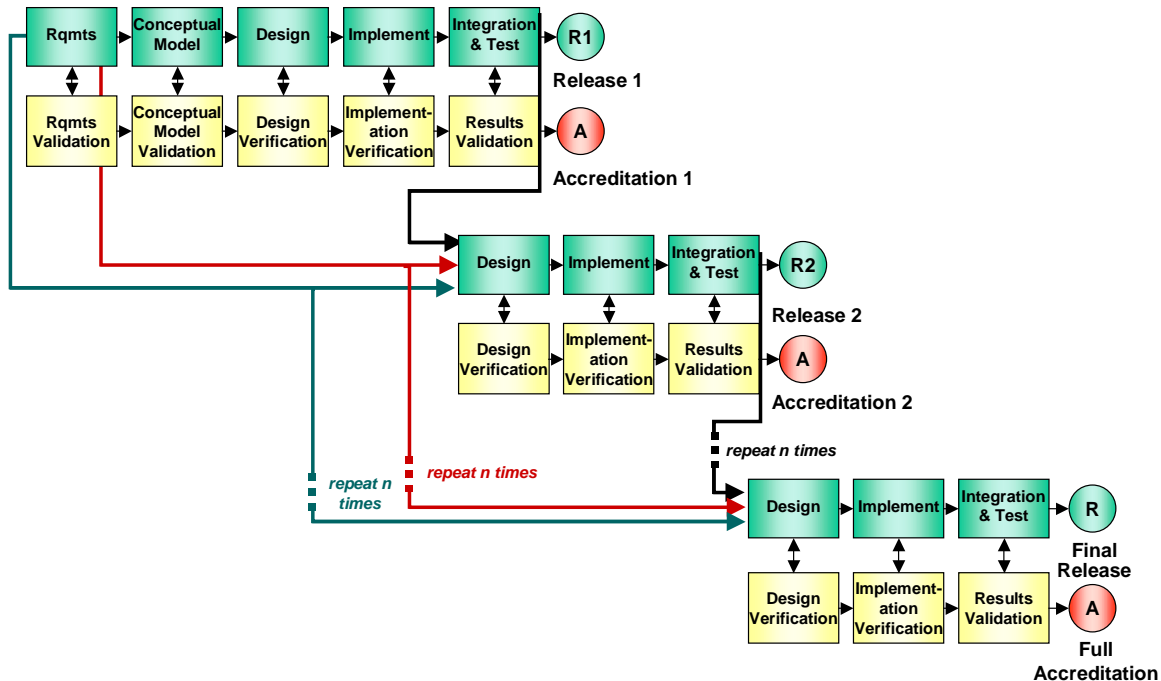 Rqmts
Conceptual
Model
Design
Implement
Integration
& Test
R1
Release 1
Rqmts
Validation
Conceptual
Model
Validation
Design
Verification
Implement-
ation
Verification
Results
Validation
A
Accreditation 1
Design
Implement
Integration
& Test
R2
Release 2
Design
Verification
Implement-
ation
Verification
Results
Validation
A
Accreditation 2
repeat n times
repeat n times
repeat n
times
Design
Implement
Integration
& Test
R
Final
Release
Design
Verification
Implement-
ation
Verification
Results
Validation
A
Full
Accreditation